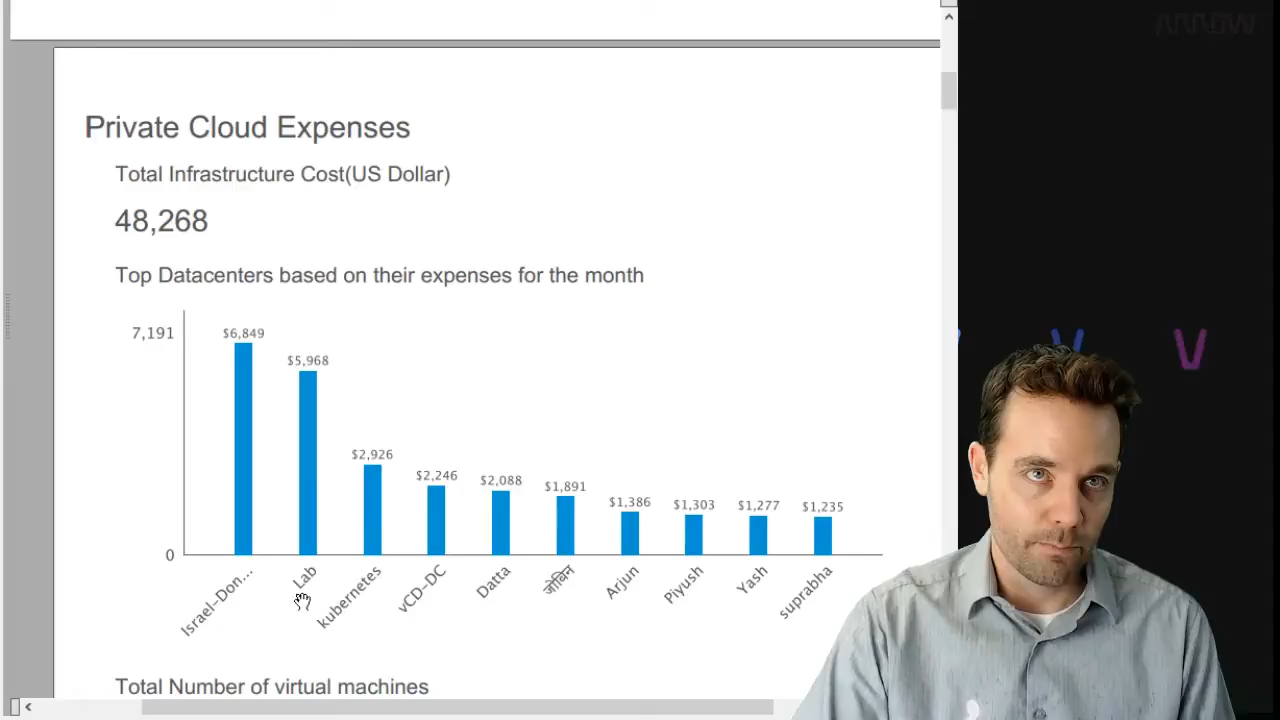 ARROW
Private Cloud Expenses
Total Infrastructure Cost(US Dollar)
48,268
Top Datacenters based on their expenses for the month
7,191
$6,849
$5,968
$2,926
$2,246
$2,088
$1,891
$1,386
$1,303
$1,277
$1,235
0
Israel-Don...
Lab
kubernetes
vCD-DC
Datta
जोबिन
Arjun
Piyush
Yash
suprabha
Total Number of virtual machines